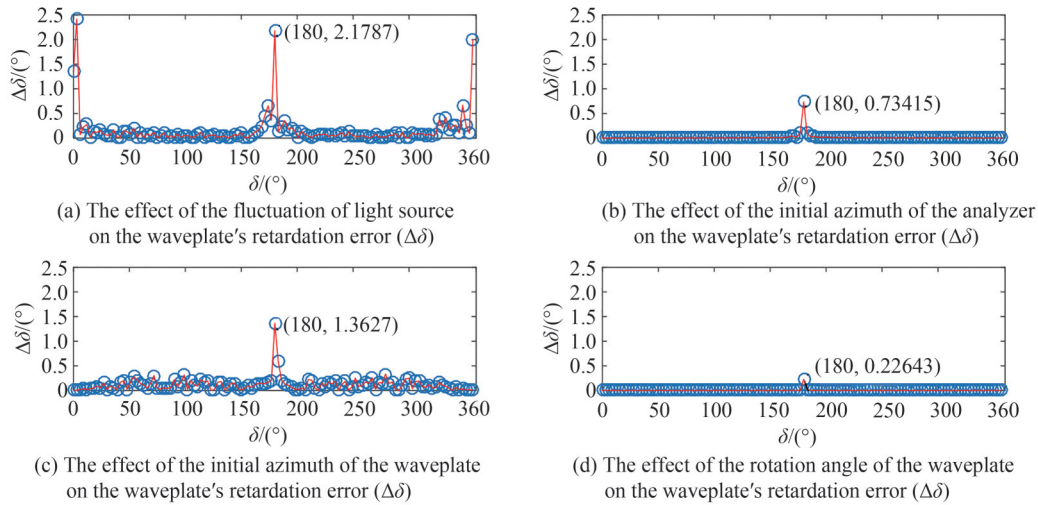 2.5
2.0
1.5
1.0
0.5
0
Δδ/(°)
(180, 2.1787)
0 50 100 150 200 250 300 360
δ/(°)
(a) The effect of the fluctuation of light source
on the waveplate's retardation error (Δδ)
2.5
2.0
1.5
1.0
0.5
0
Δδ/(°)
(180, 0.73415)
0 50 100 150 200 250 300 360
δ/(°)
(b) The effect of the initial azimuth of the analyzer
on the waveplate's retardation error (Δδ)
2.5
2.0
1.5
1.0
0.5
0
Δδ/(°)
(180, 1.3627)
0 50 100 150 200 250 300 360
δ/(°)
(c) The effect of the initial azimuth of the waveplate
on the waveplate's retardation error (Δδ)
2.5
2.0
1.5
1.0
0.5
0
Δδ/(°)
(180, 0.22643)
0 50 100 150 200 250 300 360
δ/(°)
(d) The effect of the rotation angle of the waveplate
on the waveplate's retardation error (Δδ)